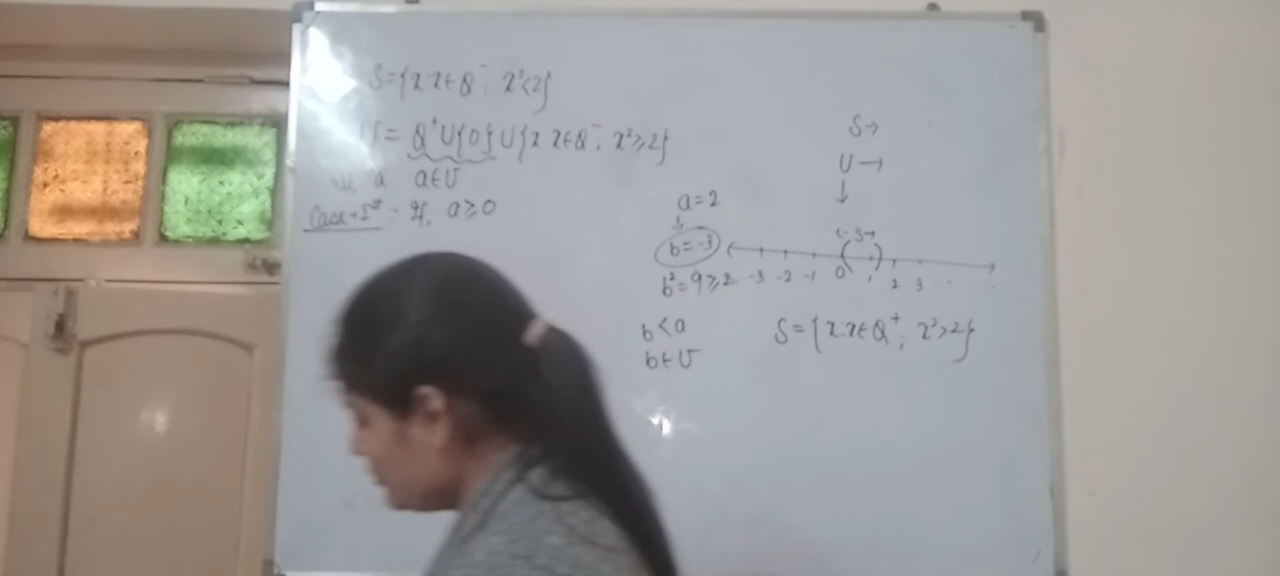 S={x:x∈Q⁻; x²<2}
U= Q⁺∪{0}∪{x:x∈Q⁻; x²≥2}
a a∈U
Case-Iˢᵗ - If, a≥0
S→
U→
↓
a=2
↓
b=-3
b²=9≥2
b<a
b∈U
←S→
-3 -2 -1 0 1 2 3 ...
S={x:x∈Q⁺; x²>2}